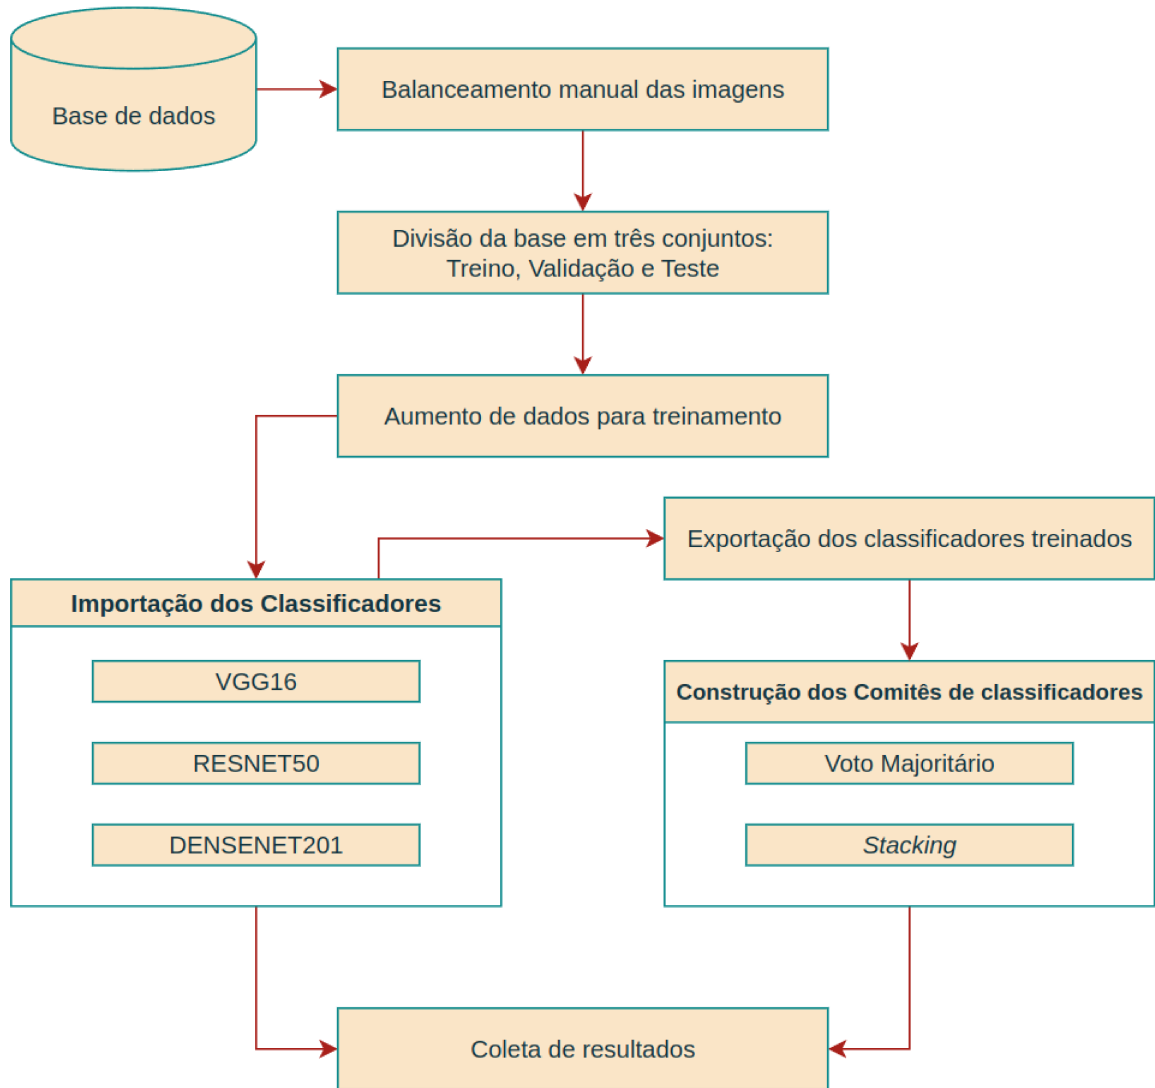 Base de dados
Balanceamento manual das imagens
Divisão da base em três conjuntos:
Treino, Validação e Teste
Aumento de dados para treinamento
Exportação dos classificadores treinados
Importação dos Classificadores
VGG16
RESNET50
DENSENET201
Construção dos Comitês de classificadores
Voto Majoritário
Stacking
Coleta de resultados